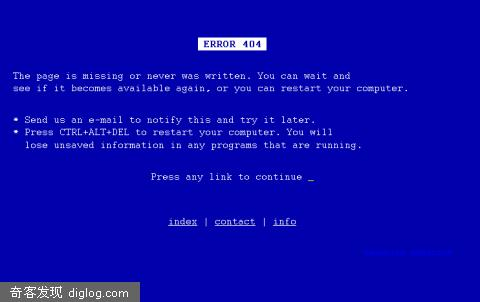 ERROR 404
The page is missing or never was written. You can wait and
see if it becomes available again, or you can restart your computer.
* Send us an e-mail to notify this and try it later.
* Press CTRL+ALT+DEL to restart your computer. You will
lose unsaved information in any programs that are running.
Press any link to continue _
index | contact | info
奇客发现 diglog.com